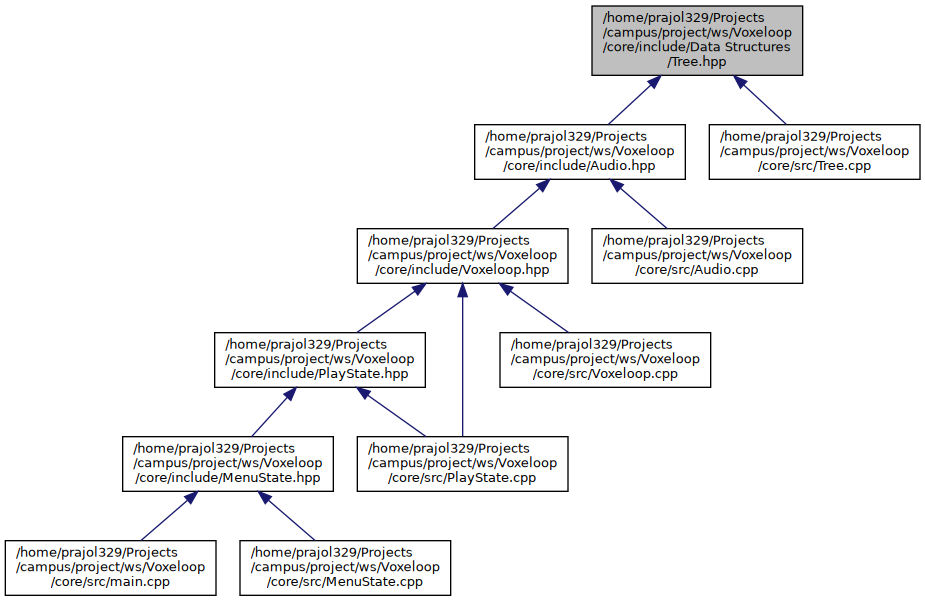 /home/prajol329/Projects
/campus/project/ws/Voxeloop
/core/include/Data Structures
/Tree.hpp
/home/prajol329/Projects
/campus/project/ws/Voxeloop
/core/include/Audio.hpp
/home/prajol329/Projects
/campus/project/ws/Voxeloop
/core/src/Tree.cpp
/home/prajol329/Projects
/campus/project/ws/Voxeloop
/core/include/Voxeloop.hpp
/home/prajol329/Projects
/campus/project/ws/Voxeloop
/core/src/Audio.cpp
/home/prajol329/Projects
/campus/project/ws/Voxeloop
/core/include/PlayState.hpp
/home/prajol329/Projects
/campus/project/ws/Voxeloop
/core/src/Voxeloop.cpp
/home/prajol329/Projects
/campus/project/ws/Voxeloop
/core/include/MenuState.hpp
/home/prajol329/Projects
/campus/project/ws/Voxeloop
/core/src/PlayState.cpp
/home/prajol329/Projects
/campus/project/ws/Voxeloop
/core/src/main.cpp
/home/prajol329/Projects
/campus/project/ws/Voxeloop
/core/src/MenuState.cpp